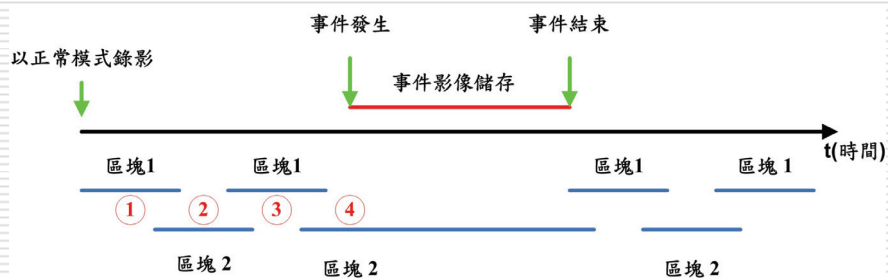 事件發生
事件結束
以正常模式錄影
事件影像儲存
t(時間)
區塊1
區塊1
區塊1
區塊 1
①
②
③
④
區塊 2
區塊 2
區塊 2